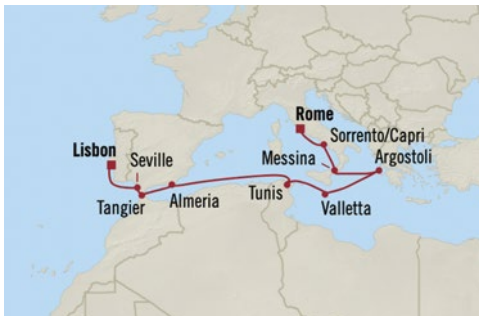 Rome
Sorrento/Capri
Lisbon
Seville
Messina
Argostoli
Tangier
Almeria
Tunis
Valletta